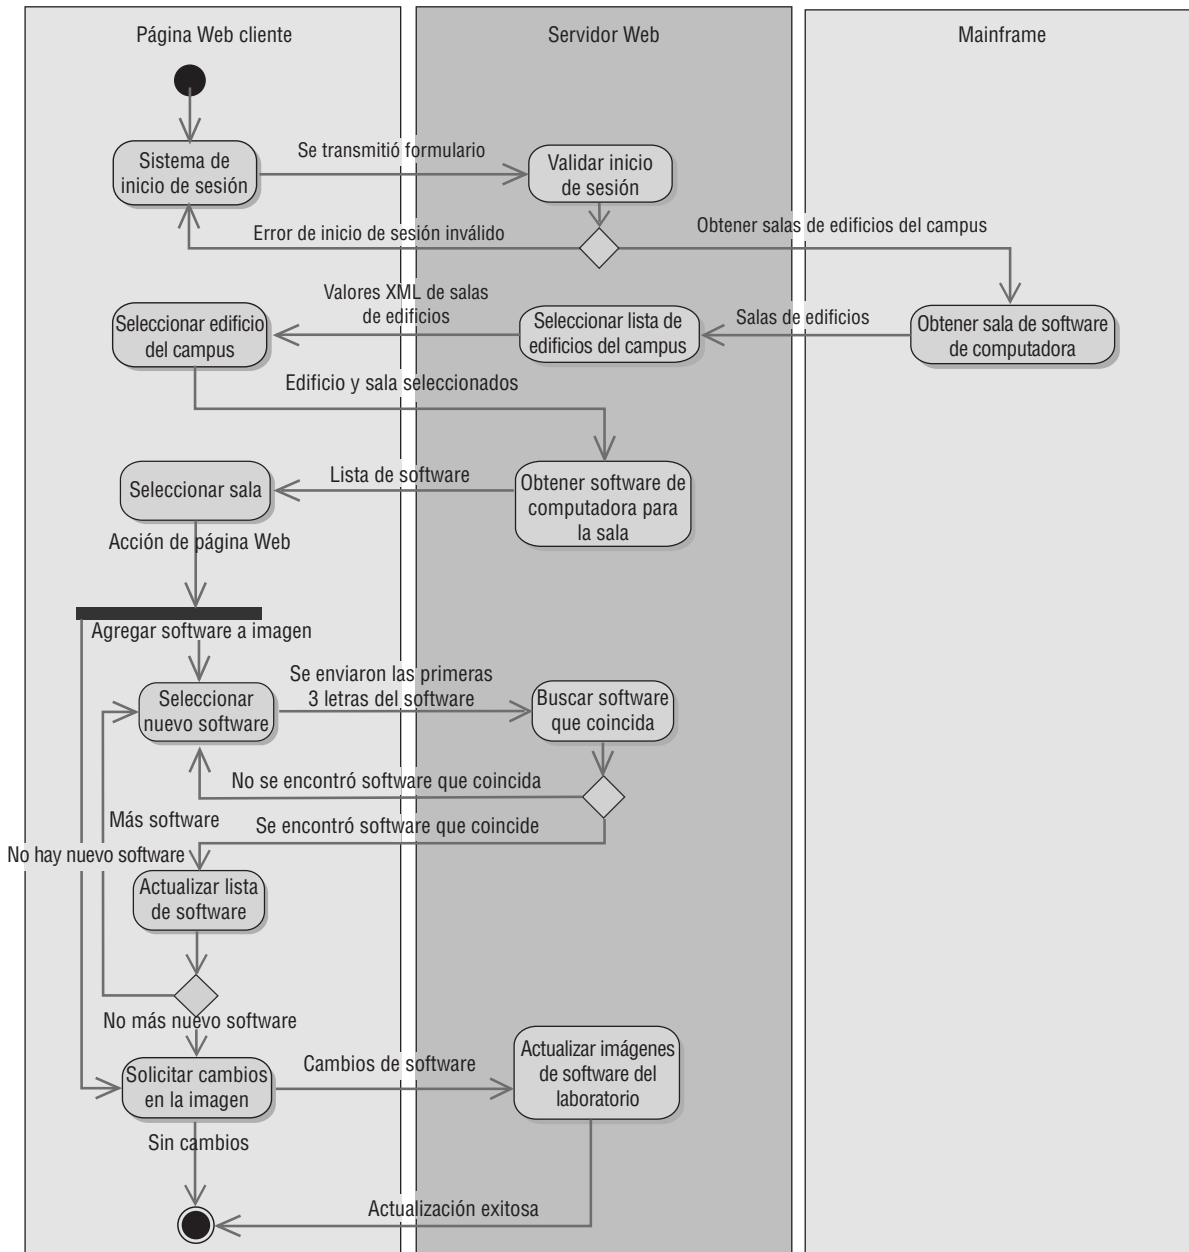 Página Web cliente
Servidor Web
Mainframe
Sistema de
inicio de sesión
Se transmitió formulario
Validar inicio
de sesión
Error de inicio de sesión inválido
Obtener salas de edificios del campus
Seleccionar edificio
del campus
Valores XML de salas
de edificios
Seleccionar lista de
edificios del campus
Salas de edificios
Obtener sala de software
de computadora
Edificio y sala seleccionados
Seleccionar sala
Lista de software
Obtener software de
computadora para
la sala
Acción de página Web
Agregar software a imagen
Seleccionar
nuevo software
Se enviaron las primeras
3 letras del software
Buscar software
que coincida
No se encontró software que coincida
Más software
Se encontró software que coincide
No hay nuevo software
Actualizar lista
de software
No más nuevo software
Solicitar cambios
en la imagen
Cambios de software
Actualizar imágenes
de software del
laboratorio
Sin cambios
Actualización exitosa